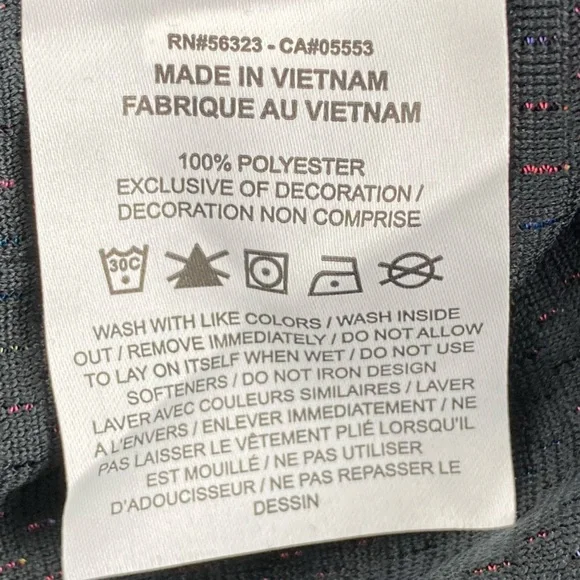 RN#56323 - CA#05553
MADE IN VIETNAM
FABRIQUE AU VIETNAM
100% POLYESTER
EXCLUSIVE OF DECORATION /
DECORATION NON COMPRISE
30C
WASH WITH LIKE COLORS / WASH INSIDE
OUT / REMOVE IMMEDIATELY / DO NOT ALLOW
TO LAY ON ITSELF WHEN WET / DO NOT USE
SOFTENERS / DO NOT IRON DESIGN
LAVER AVEC COULEURS SIMILAIRES / LAVER
A L'ENVERS / ENLEVER IMMEDIATEMENT / NE
PAS LAISSER LE VÊTEMENT PLIÉ LORSQU'IL
EST MOUILLÉ / NE PAS UTILISER
D'ADOUCISSEUR / NE PAS REPASSER LE
DESSIN